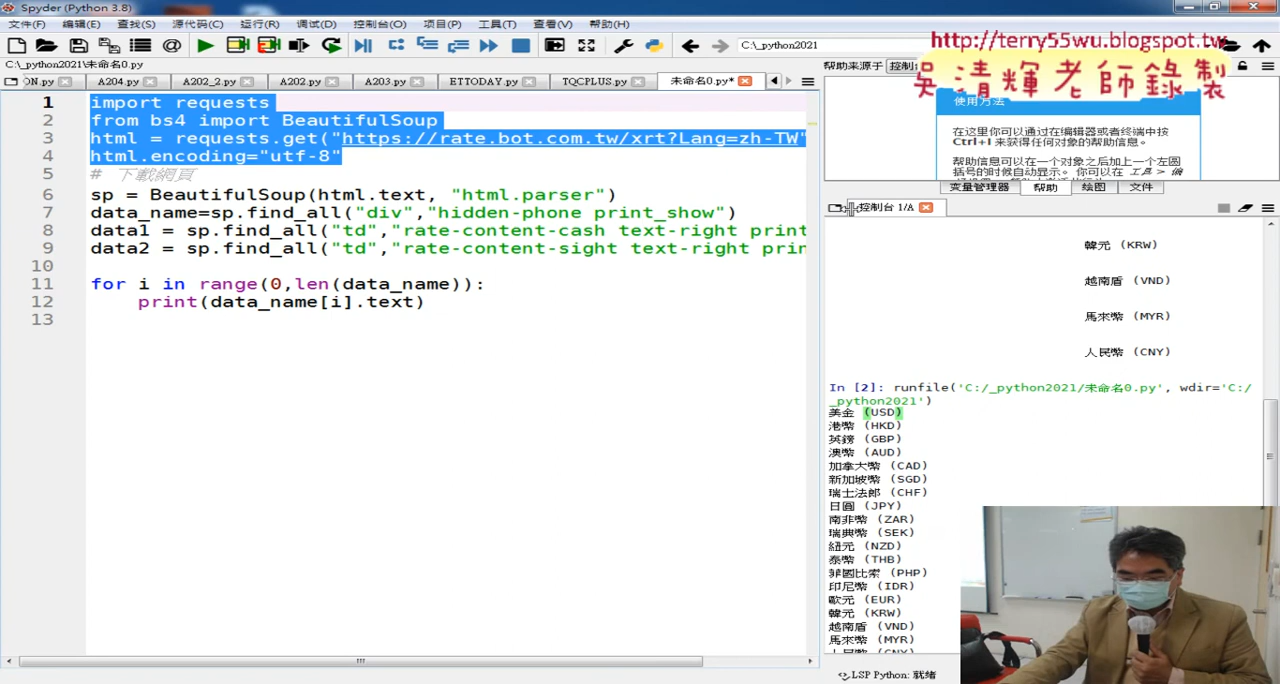 Spyder (Python 3.8)
文件(F) 编辑(E) 查找(S) 源代码(C) 运行(R) 调试(D) 控制台(O) 项目(P) 工具(T) 查看(V) 帮助(H)
C:\_python2021
http://terry55wu.blogspot.tw
吳清輝老師錄製
C:\_python2021\未命名0.py
ON.py A204.py A202_2.py A202.py A203.py ETTODAY.py TQCPLUS.py 未命名0.py*
1 import requests
2 from bs4 import BeautifulSoup
3 html = requests.get("https://rate.bot.com.tw/xrt?Lang=zh-TW"
4 html.encoding="utf-8"
5 # 下載網頁
6 sp = BeautifulSoup(html.text, "html.parser")
7 data_name=sp.find_all("div","hidden-phone print_show")
8 data1 = sp.find_all("td","rate-content-cash text-right print
9 data2 = sp.find_all("td","rate-content-sight text-right prin
10
11 for i in range(0,len(data_name)):
12 print(data_name[i].text)
13
帮助来源于 控制台
使用方法
在这里你可以通过在编辑器或者终端中按
Ctrl+I 来获得任何对象的帮助信息。
帮助信息可以在一个对象之后加上一个左圆
括号的时候自动显示。 你可以在 工具 > 偏
变量管理器 帮助 绘图 文件
控制台 1/A
韓元 (KRW)
越南盾 (VND)
馬來幣 (MYR)
人民幣 (CNY)
In [2]: runfile('C:/_python2021/未命名0.py', wdir='C:/
_python2021')
美金 (USD)
港幣 (HKD)
英鎊 (GBP)
澳幣 (AUD)
加拿大幣 (CAD)
新加坡幣 (SGD)
瑞士法郎 (CHF)
日圓 (JPY)
南非幣 (ZAR)
瑞典幣 (SEK)
紐元 (NZD)
泰幣 (THB)
菲國比索 (PHP)
印尼幣 (IDR)
歐元 (EUR)
韓元 (KRW)
越南盾 (VND)
馬來幣 (MYR)
人民幣 (CNY)
LSP Python: 就绪